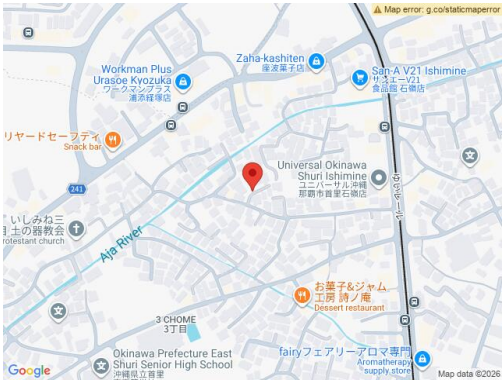 Map error: g.co/staticmaperror
Zaha-kashiten
座波菓子店
Workman Plus
Urasoe Kyozuka
ワークマンプラス
浦添経塚店
San-A V21 Ishimine
サンエーV21
食品館 石嶺店
リヤードセーフティ
Snack bar
Universal Okinawa
Shuri Ishimine
ユニバーサル沖縄
那覇市首里石嶺店
ゆいレール
241
いしみね三
土の器教会
rotestant church
Aja River
お菓子&ジャム
工房 詩ノ庵
Dessert restaurant
3 CHOME
3丁目
Okinawa Prefecture East
Shuri Senior High School
沖縄県立首里
fairyフェアリーアロマ専門
Aromatherapy
supply store
Google
Map data ©2026